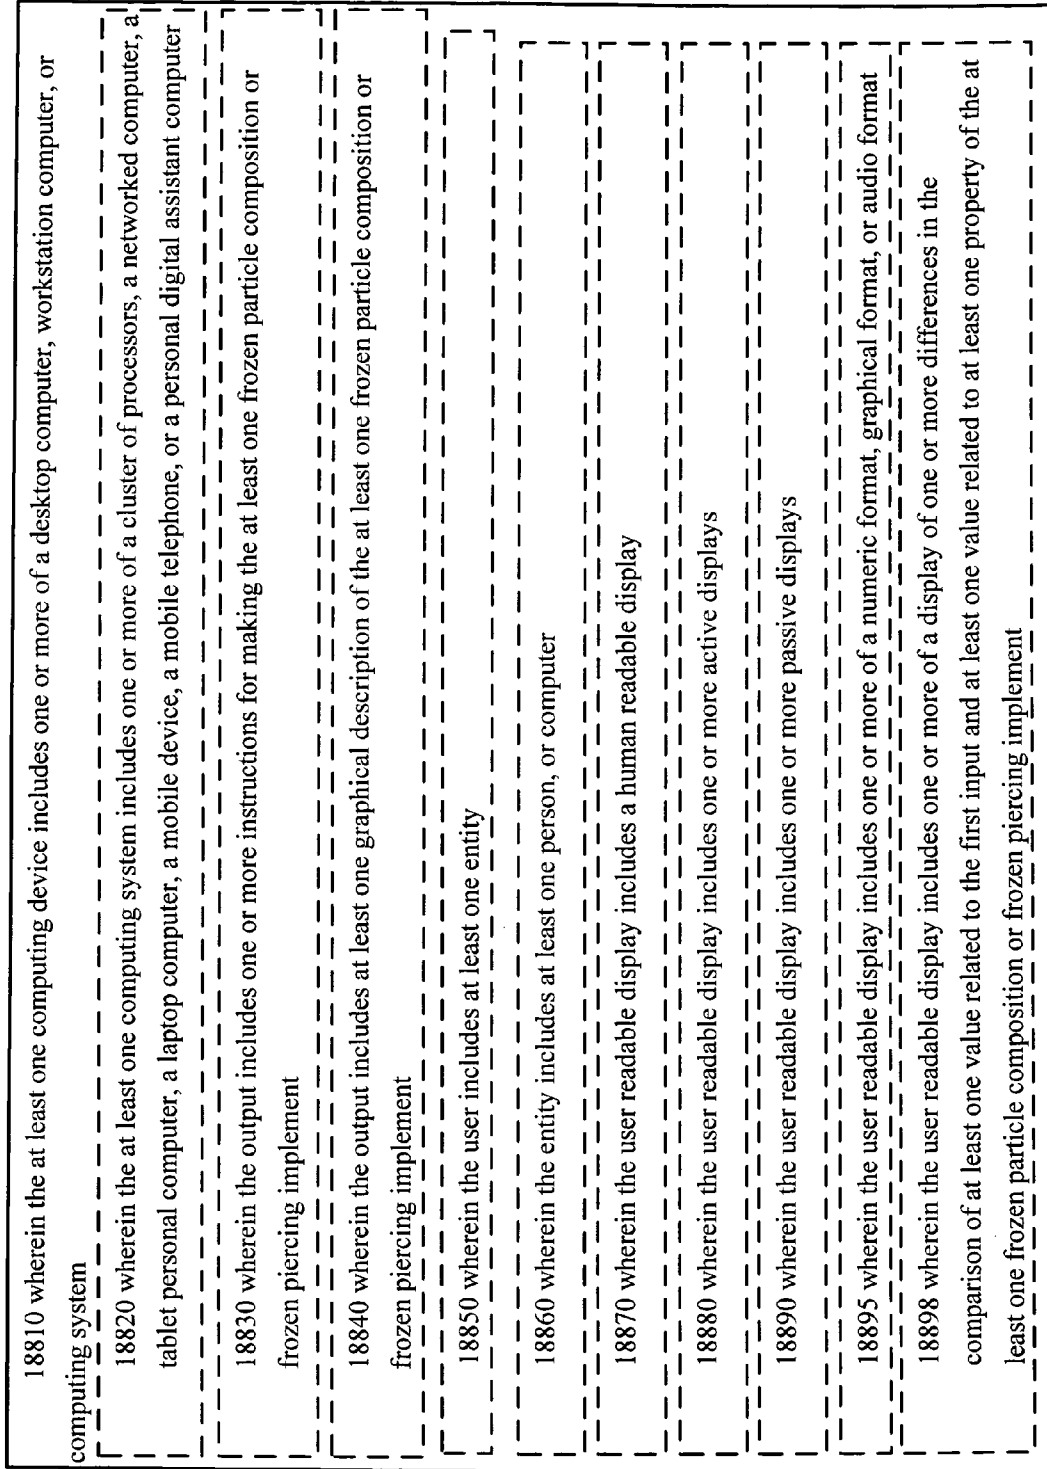 18810 wherein the at least one computing device includes one or more of a desktop computer, workstation computer, or
computing system
18820 wherein the at least one computing system includes one or more of a cluster of processors, a networked computer, a
tablet personal computer, a laptop computer, a mobile device, a mobile telephone, or a personal digital assistant computer
18830 wherein the output includes one or more instructions for making the at least one frozen particle composition or
frozen piercing implement
18840 wherein the output includes at least one graphical description of the at least one frozen particle composition or
frozen piercing implement
18850 wherein the user includes at least one entity
18860 wherein the entity includes at least one person, or computer
18870 wherein the user readable display includes a human readable display
18880 wherein the user readable display includes one or more active displays
18890 wherein the user readable display includes one or more passive displays
18895 wherein the user readable display includes one or more of a numeric format, graphical format, or audio format
18898 wherein the user readable display includes one or more of a display of one or more differences in the
comparison of at least one value related to the first input and at least one value related to at least one property of the at
least one frozen particle composition or frozen piercing implement